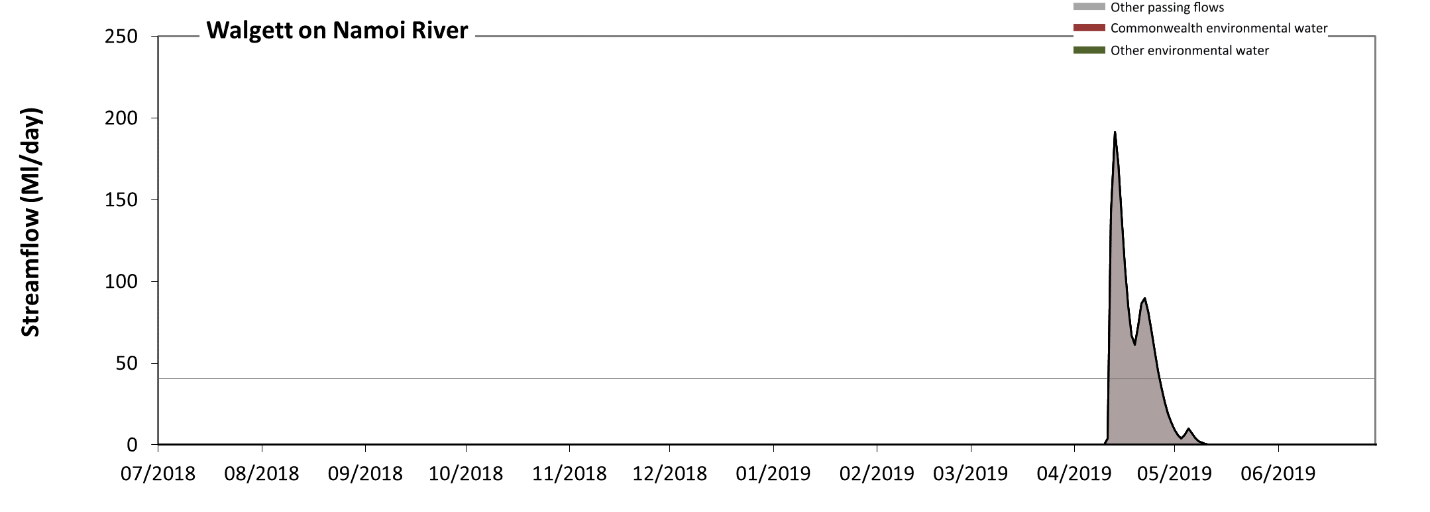 Other passing flows
Walgett on Namoi River
Commonwealth environmental water
Other environmental water
Streamflow (Ml/day)
250
200
150
100
50
0
07/2018 08/2018 09/2018 10/2018 11/2018 12/2018 01/2019 02/2019 03/2019 04/2019 05/2019 06/2019